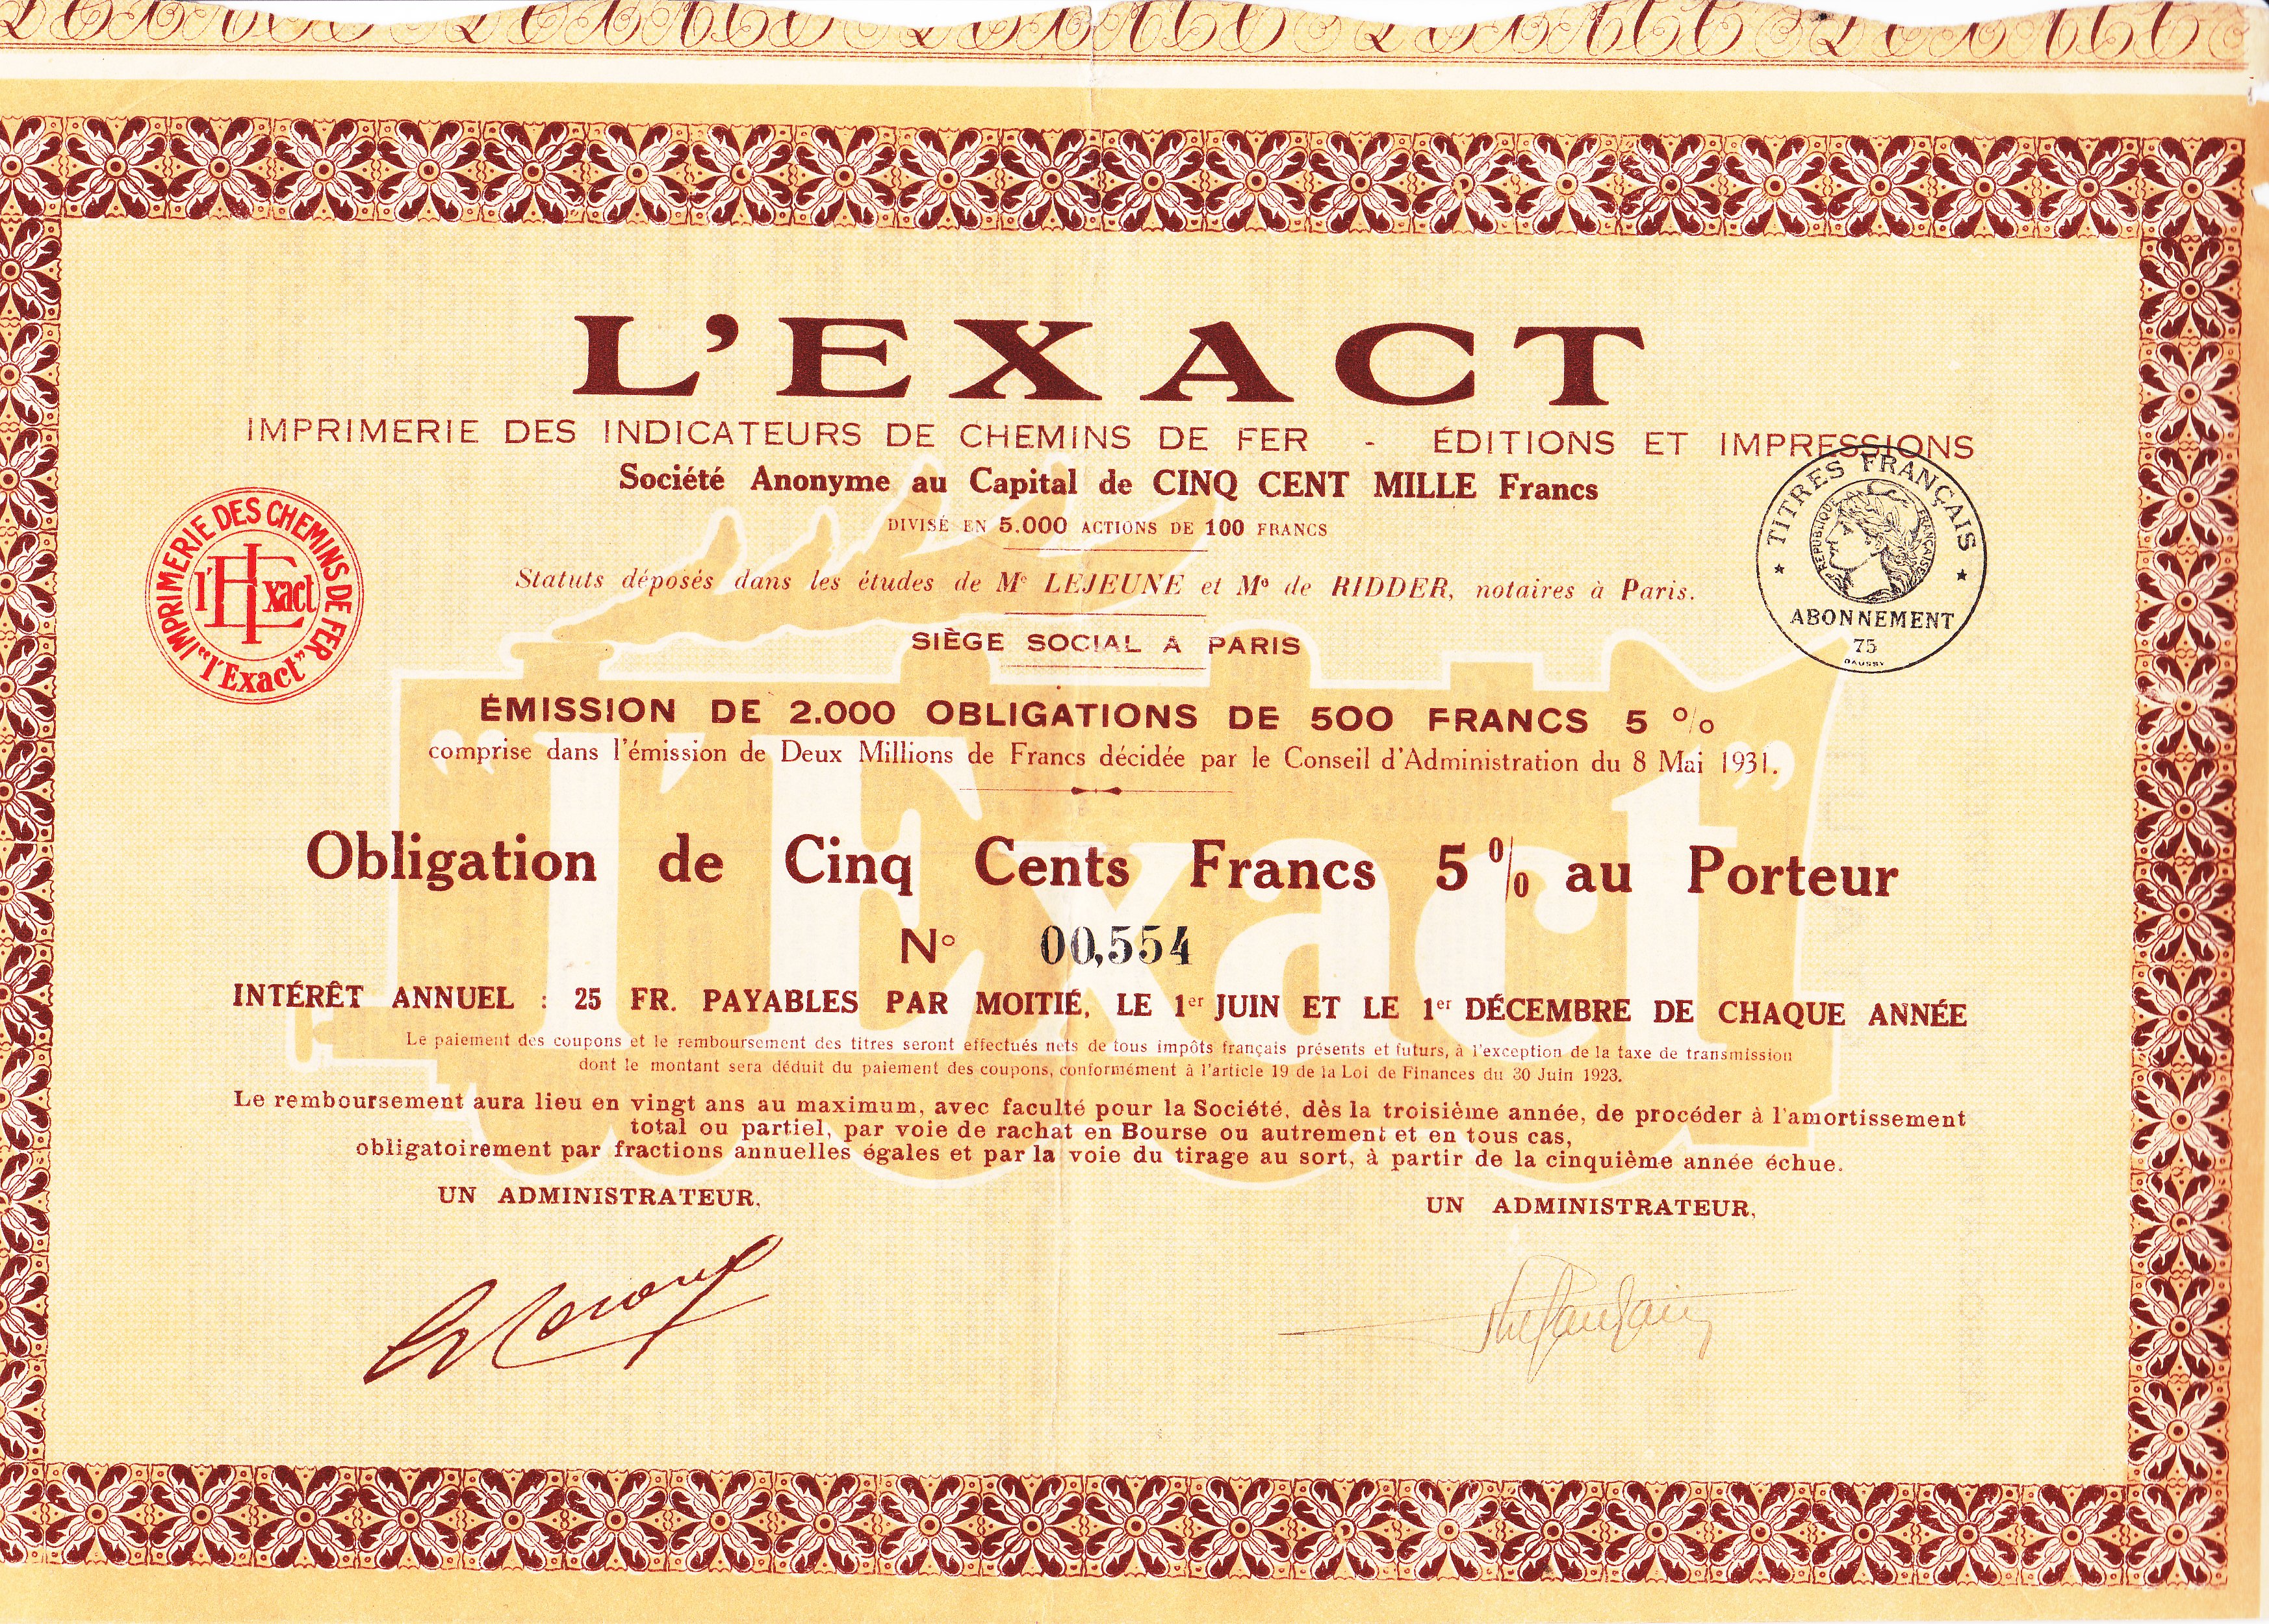 L'EXACT
IMPRIMERIE DES INDICATEURS DE CHEMINS DE FER - ÉDITIONS ET IMPRESSIONS
Société Anonyme au Capital de CINQ CENT MILLE Francs
DIVISÉ EN 5.000 ACTIONS DE 100 FRANCS
Statuts déposés dans les études de Me LEJEUNE et Me de RIDDER, notaires à Paris.
SIÈGE SOCIAL A PARIS
IMPRIMERIE DES CHEMINS DE FER
l'Exact
"l'Exact"
TITRES FRANÇAIS
RÉPUBLIQUE FRANÇAISE
ABONNEMENT
75
DAUSSY
ÉMISSION DE 2.000 OBLIGATIONS DE 500 FRANCS 5 %
comprise dans l'émission de Deux Millions de Francs décidée par le Conseil d'Administration du 8 Mai 1931.
"l'Exact"
Obligation de Cinq Cents Francs 5% au Porteur
No 00,554
INTÉRÊT ANNUEL : 25 FR. PAYABLES PAR MOITIÉ, LE 1er JUIN ET LE 1er DÉCEMBRE DE CHAQUE ANNÉE
Le paiement des coupons et le remboursement des titres seront effectués nets de tous impôts français présents et futurs, à l'exception de la taxe de transmission
dont le montant sera déduit du paiement des coupons, conformément à l'article 19 de la Loi de Finances du 30 Juin 1923.
Le remboursement aura lieu en vingt ans au maximum, avec faculté pour la Société, dès la troisième année, de procéder à l'amortissement
total ou partiel, par voie de rachat en Bourse ou autrement et en tous cas,
obligatoirement par fractions annuelles égales et par la voie du tirage au sort, à partir de la cinquième année échue.
UN ADMINISTRATEUR,
UN ADMINISTRATEUR,